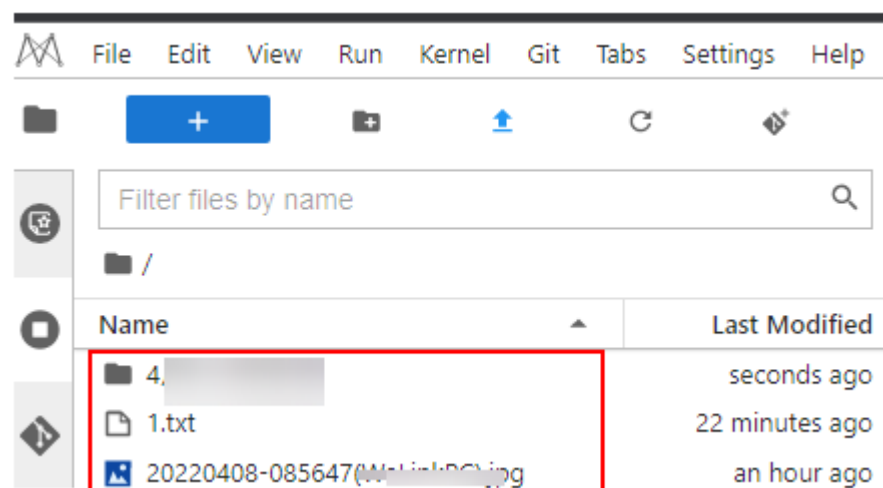 File Edit View Run Kernel Git Tabs Settings Help
+
Filter files by name
/
Name Last Modified
4, seconds ago
1.txt 22 minutes ago
20220408-085647( .jpg an hour ago